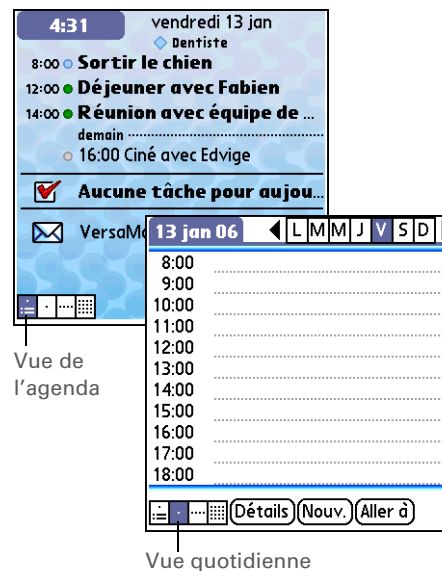 4:31 vendredi 13 jan
Dentiste
8:00 Sortir le chien
12:00 Déjeuner avec Fabien
14:00 Réunion avec équipe de ...
demain
16:00 Ciné avec Edvige
Aucune tâche pour aujou...
13 jan 06 L M M J V S D
8:00
9:00
10:00
11:00
12:00
13:00
14:00
15:00
16:00
17:00
18:00
Détails Nouv. Aller à
Vue de
l'agenda
Vue quotidienne